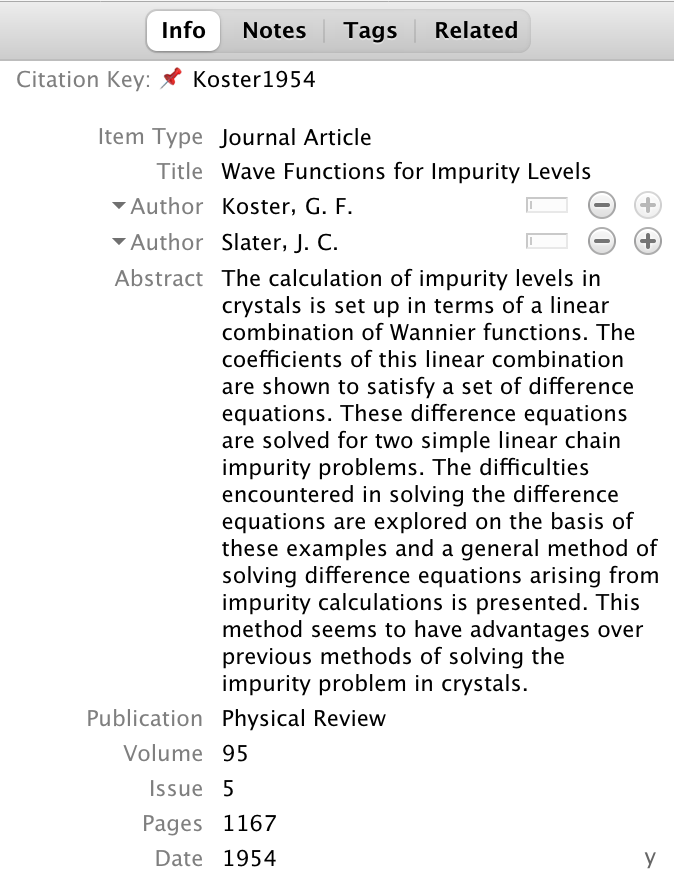 Info Notes Tags Related
Citation Key: Koster1954
Item Type Journal Article
Title Wave Functions for Impurity Levels
Author Koster, G. F.
Author Slater, J. C.
Abstract The calculation of impurity levels in
crystals is set up in terms of a linear
combination of Wannier functions. The
coefficients of this linear combination
are shown to satisfy a set of difference
equations. These difference equations
are solved for two simple linear chain
impurity problems. The difficulties
encountered in solving the difference
equations are explored on the basis of
these examples and a general method of
solving difference equations arising from
impurity calculations is presented. This
method seems to have advantages over
previous methods of solving the
impurity problem in crystals.
Publication Physical Review
Volume 95
Issue 5
Pages 1167
Date 1954 y